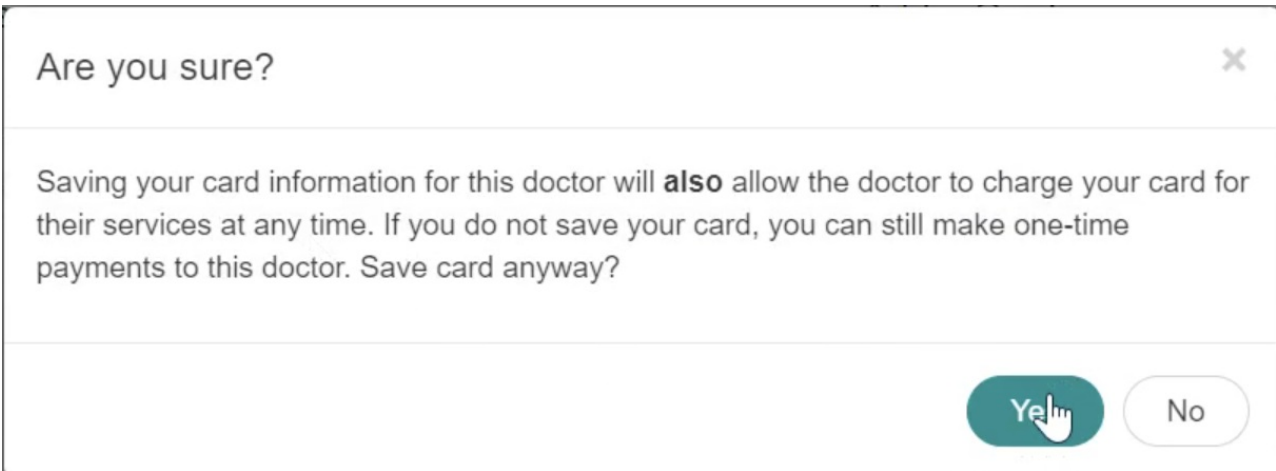 Are you sure?
×
Saving your card information for this doctor will also allow the doctor to charge your card for
their services at any time. If you do not save your card, you can still make one-time
payments to this doctor. Save card anyway?
No